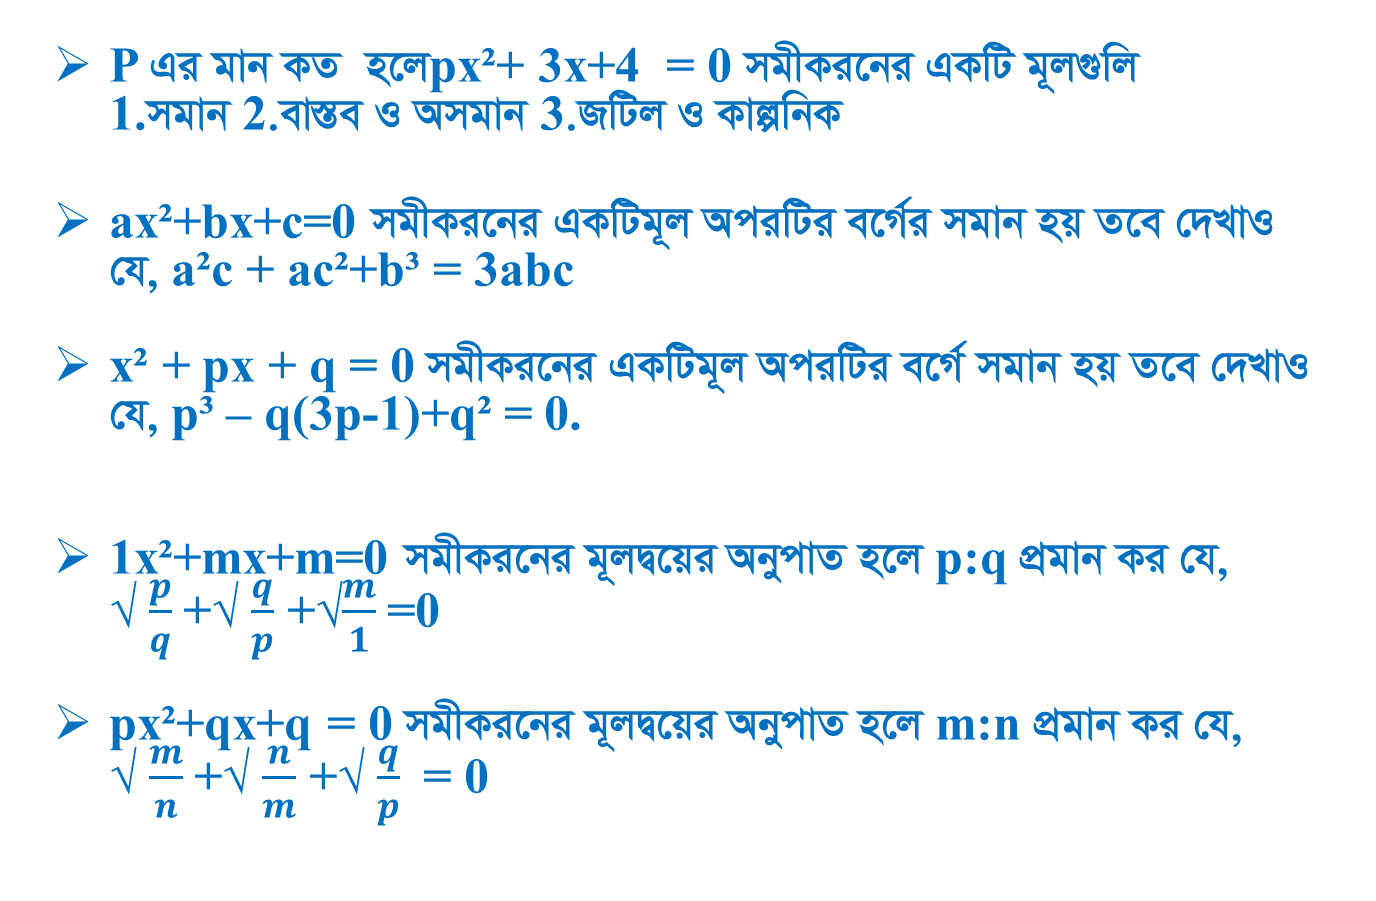 ➢ P এর মান কত হলেpx²+ 3x+4 = 0 সমীকরনের একটি মূলগুলি
1.সমান 2.বাস্তব ও অসমান 3.জটিল ও কাল্পনিক
➢ ax²+bx+c=0 সমীকরনের একটিমূল অপরটির বর্গের সমান হয় তবে দেখাও
যে, a²c + ac²+b³ = 3abc
➢ x² + px + q = 0 সমীকরনের একটিমূল অপরটির বর্গে সমান হয় তবে দেখাও
যে, p³ – q(3p-1)+q² = 0.
➢ 1x²+mx+m=0 সমীকরনের মূলদ্বয়ের অনুপাত হলে p:q প্রমান কর যে,
√ p/q +√ q/p +√m/1 =0
➢ px²+qx+q = 0 সমীকরনের মূলদ্বয়ের অনুপাত হলে m:n প্রমান কর যে,
√ m/n +√ n/m +√ q/p = 0